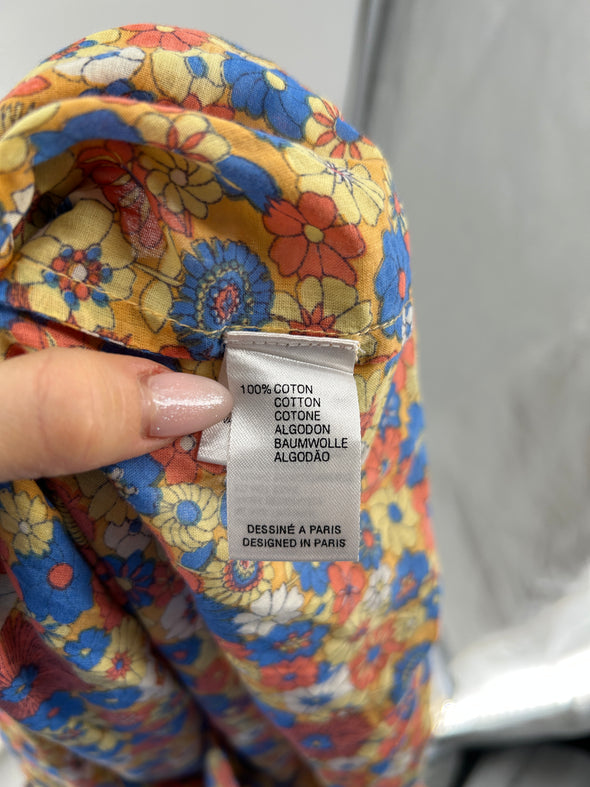 100% COTON
COTTON
COTONE
ALGODON
BAUMWOLLE
ALGODÃO
DESSINÉ A PARIS
DESIGNED IN PARIS